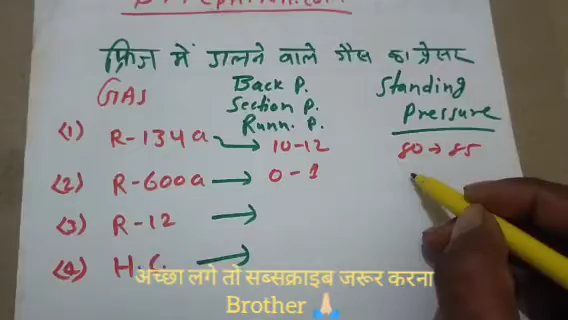 फ्रिज में डालने वाले गैस का प्रेसर
GAS
Back P.
Section P.
Runn. P.
Standing
Pressure
(1) R-134a → 10-12 80 → 85
(2) R-600a → 0-1
(3) R-12 →
(4) H.C. →
अच्छा लगे तो सब्सक्राइब जरूर करना
Brother 🙏🏻